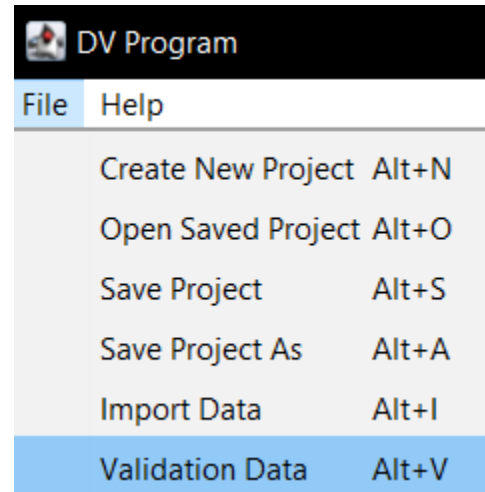 DV Program
File Help
Create New Project Alt+N
Open Saved Project Alt+O
Save Project Alt+S
Save Project As Alt+A
Import Data Alt+I
Validation Data Alt+V